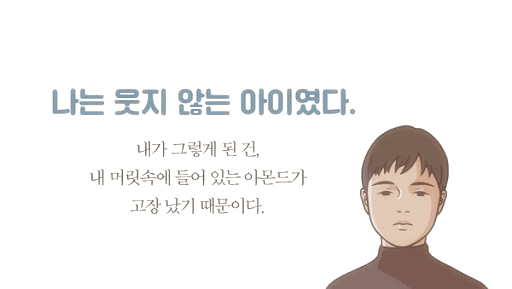 나는 웃지 않는 아이였다.
내가 그렇게 된 건,
내 머릿속에 들어 있는 아몬드가
고장 났기 때문이다.